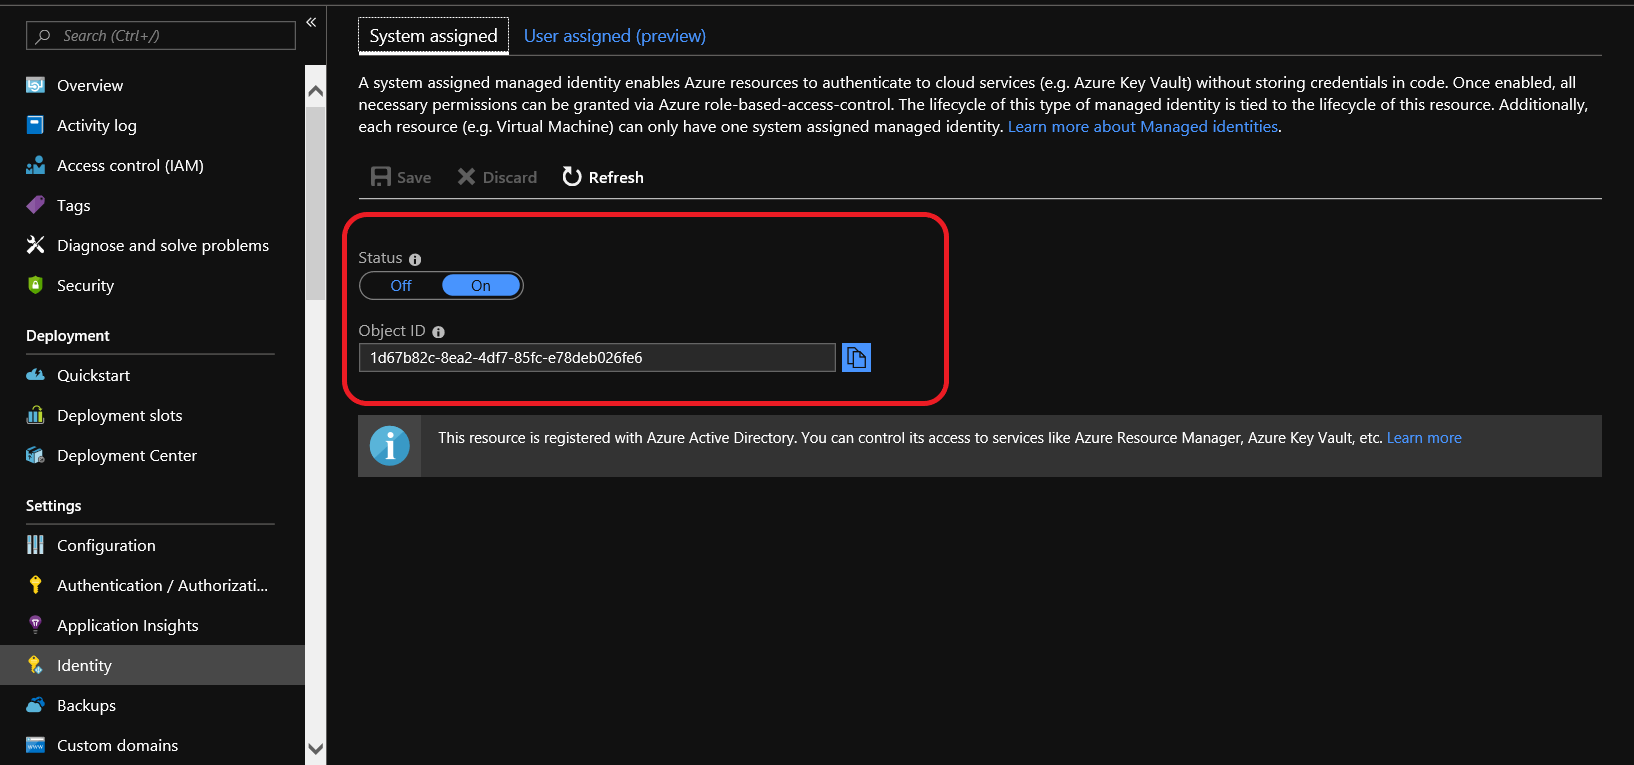 Search (Ctrl+/)
«
Overview
Activity log
Access control (IAM)
Tags
Diagnose and solve problems
Security
Deployment
Quickstart
Deployment slots
Deployment Center
Settings
Configuration
Authentication / Authorizati...
Application Insights
Identity
Backups
Custom domains
System assigned
User assigned (preview)
A system assigned managed identity enables Azure resources to authenticate to cloud services (e.g. Azure Key Vault) without storing credentials in code. Once enabled, all
necessary permissions can be granted via Azure role-based-access-control. The lifecycle of this type of managed identity is tied to the lifecycle of this resource. Additionally,
each resource (e.g. Virtual Machine) can only have one system assigned managed identity. Learn more about Managed identities.
Save Discard Refresh
Status
Off On
Object ID
1d67b82c-8ea2-4df7-85fc-e78deb026fe6
This resource is registered with Azure Active Directory. You can control its access to services like Azure Resource Manager, Azure Key Vault, etc. Learn more